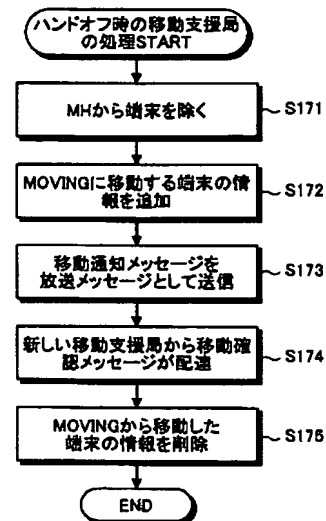 ハンドオフ時の移動支援局
の処理START
MHから端末を除く
S171
MOVINGに移動する端末の情
報を追加
S172
移動通知メッセージを
放送メッセージとして送信
S173
新しい移動支援局から移動確
認メッセージが配達
S174
MOVINGから移動した
端末の情報を削除
S175
END